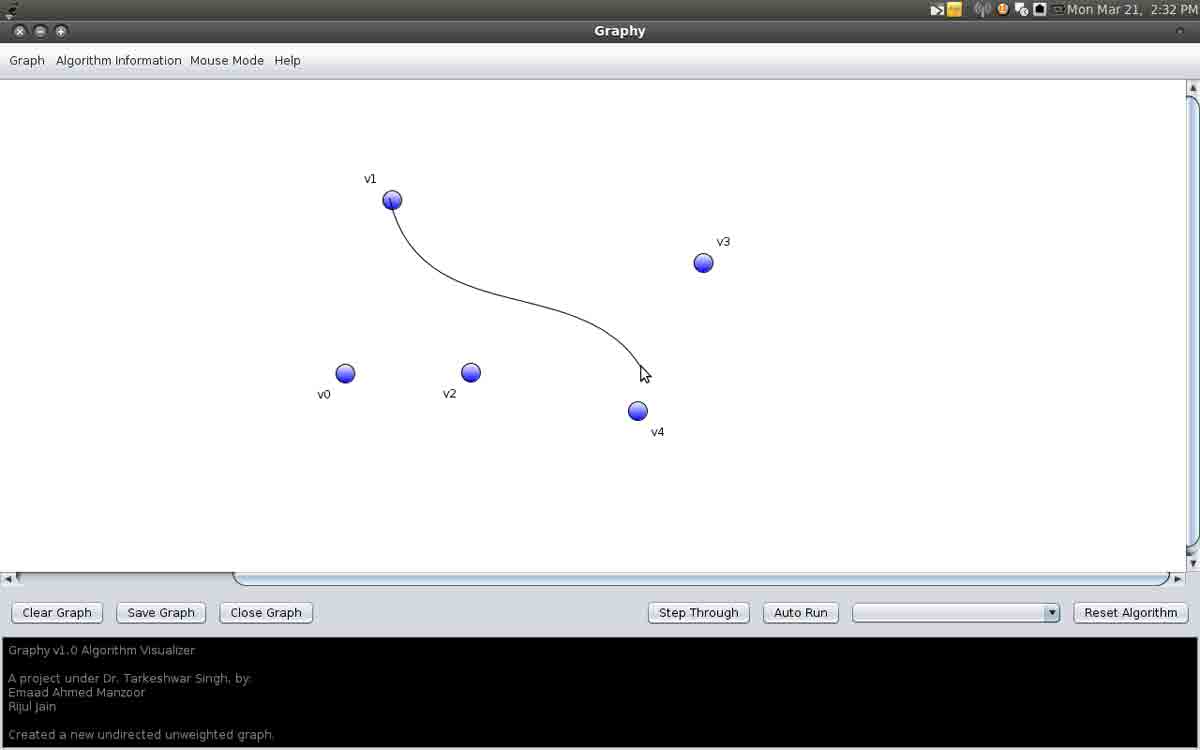 Mon Mar 21, 2:32 PM
Graphy
Graph Algorithm Information Mouse Mode Help
v1
v3
v0
v2
v4
Clear Graph Save Graph Close Graph Step Through Auto Run Reset Algorithm
Graphy v1.0 Algorithm Visualizer
A project under Dr. Tarkeshwar Singh, by:
Emaad Ahmed Manzoor
Rijul Jain
Created a new undirected unweighted graph.